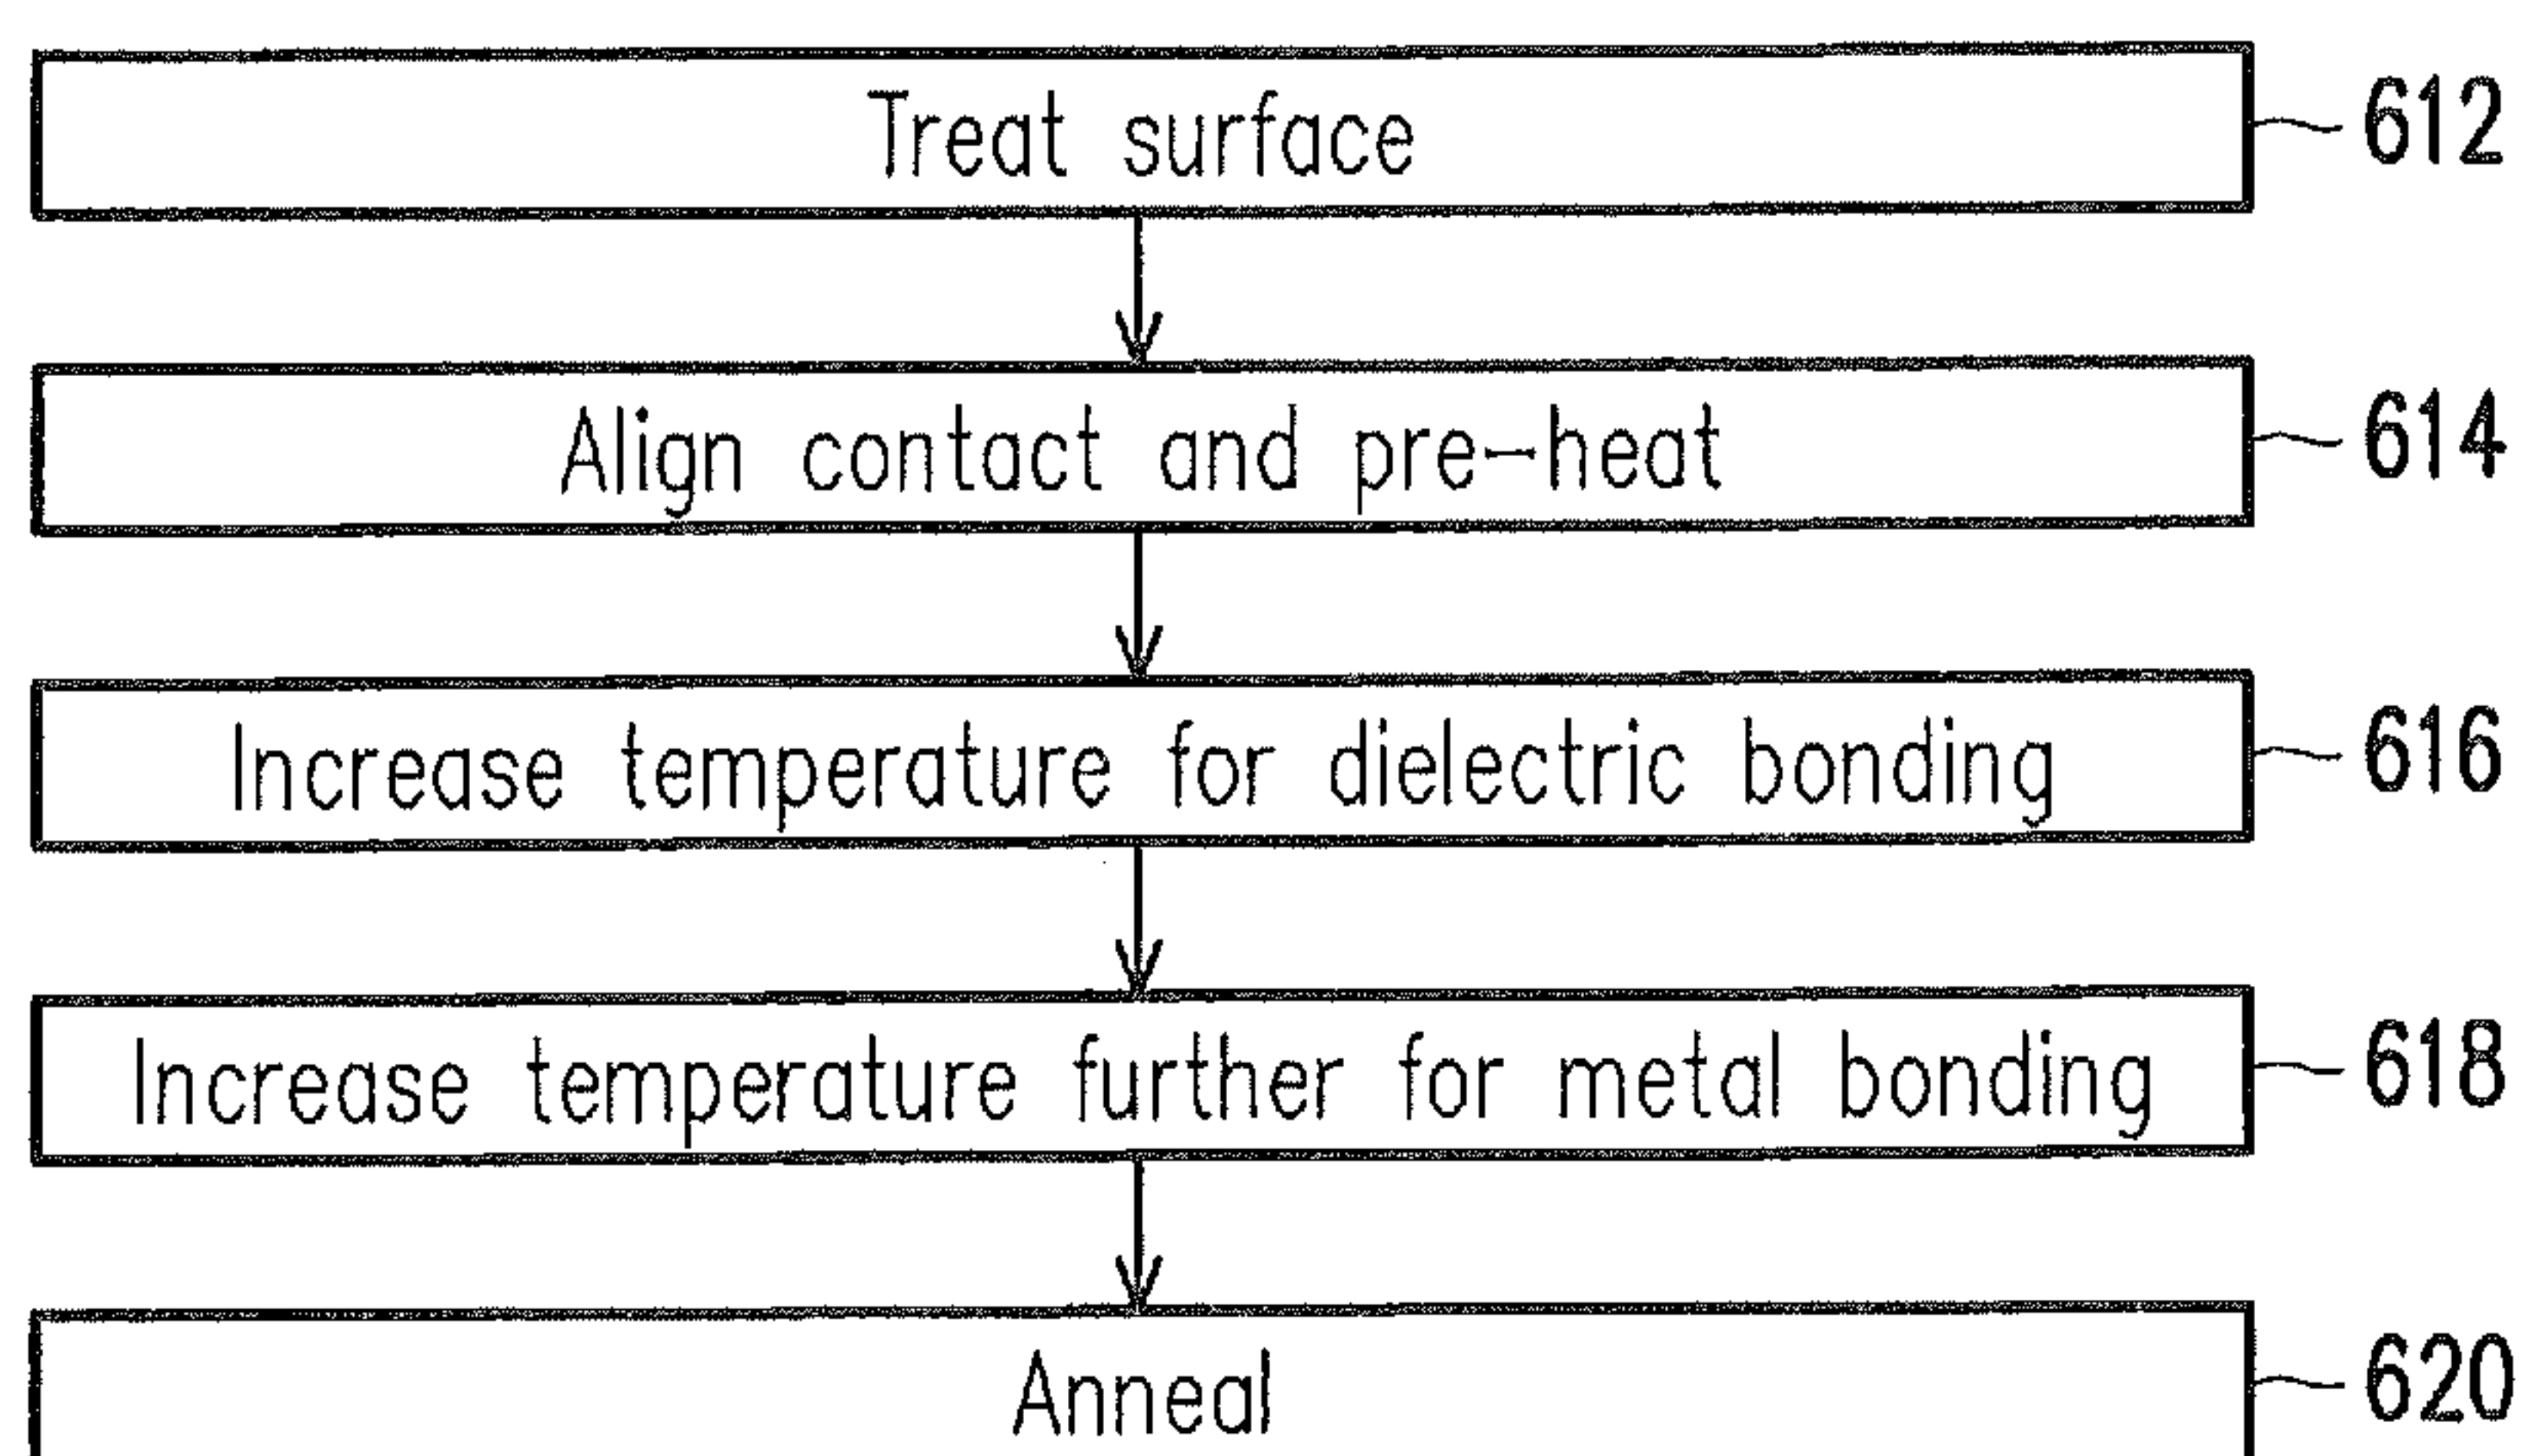 Treat surface 612
Align contact and pre-heat 614
Increase temperature for dielectric bonding 616
Increase temperature further for metal bonding 618
Anneal 620